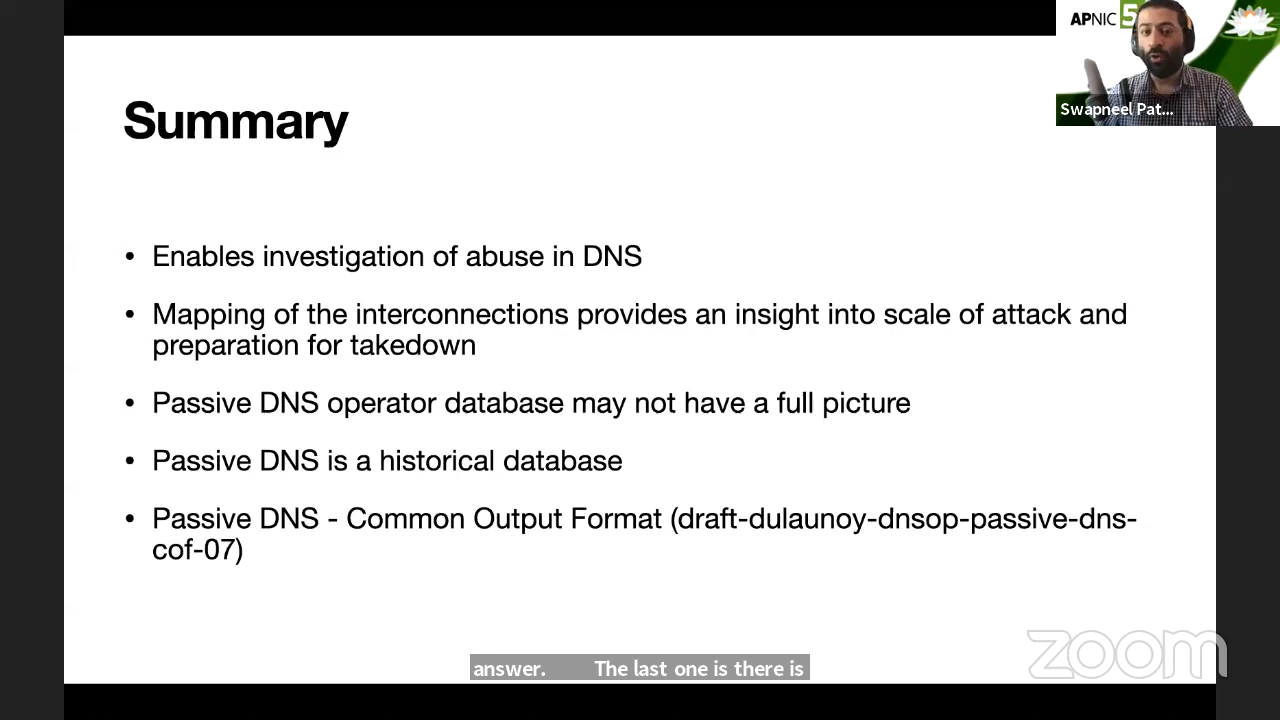 APNIC 5
Swapneel Pat...
Summary
• Enables investigation of abuse in DNS
• Mapping of the interconnections provides an insight into scale of attack and
preparation for takedown
• Passive DNS operator database may not have a full picture
• Passive DNS is a historical database
• Passive DNS - Common Output Format (draft-dulaunoy-dnsop-passive-dns-
cof-07)
answer. The last one is there is
zoom